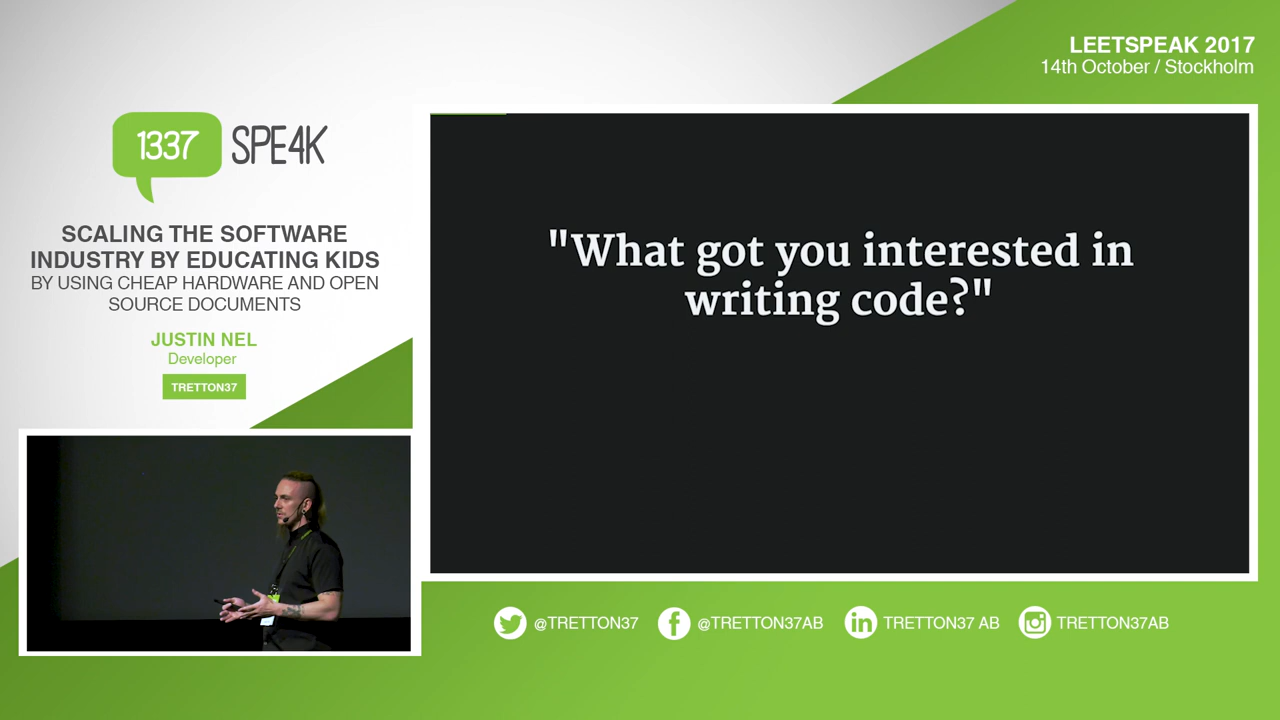 LEETSPEAK 2017
14th October / Stockholm
1337 SPE4K
SCALING THE SOFTWARE
INDUSTRY BY EDUCATING KIDS
BY USING CHEAP HARDWARE AND OPEN
SOURCE DOCUMENTS
JUSTIN NEL
Developer
TRETTON37
"What got you interested in
writing code?"
@TRETTON37
@TRETTON37AB
TRETTON37 AB
TRETTON37AB